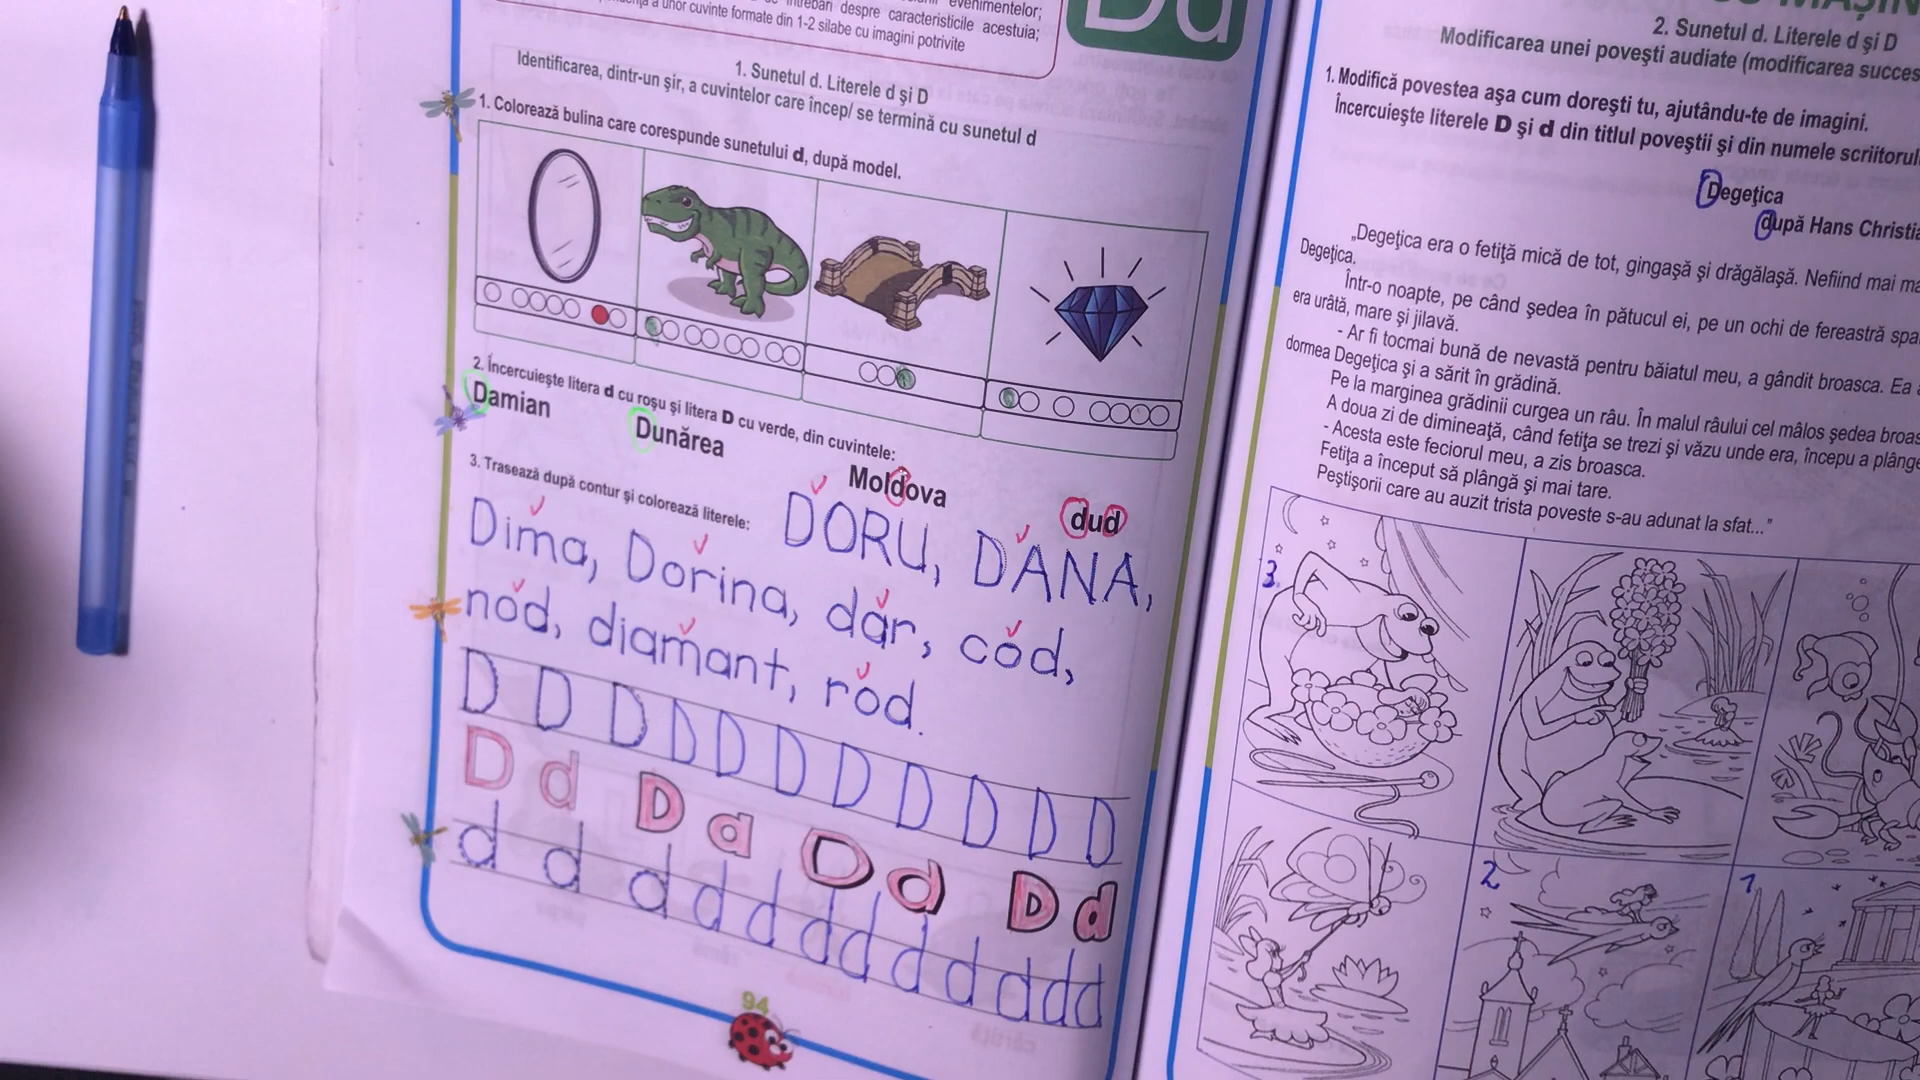 evenimentelor;
întreban despre caracteristicile acestuia;
a unor cuvinte formate din 1-2 silabe cu imagini potrivite
Dd
1. Sunetul d. Literele d şi D
Identificarea, dintr-un şir, a cuvintelor care încep/ se termină cu sunetul d
1. Colorează bulina care corespunde sunetului d, după model.
2. Încercuieşte litera d cu roşu şi litera D cu verde, din cuvintele:
Damian
Dunărea
Moldova
dud
3. Trasează după contur şi colorează literele:
DORU, DANA,
Dima, Dorina, dar, cod,
nod, diamant, rod.
D D D D D D D D D D D
D d D d D d D d
d d d d d d d d d d d d
94
2. Sunetul d. Literele d şi D
Modificarea unei poveşti audiate (modificarea succes
1. Modifică povestea aşa cum doreşti tu, ajutându-te de imagini.
Încercuieşte literele D şi d din titlul poveştii şi din numele scriitorul
Degeţica
după Hans Christia
„Degeţica era o fetiţă mică de tot, gingaşă şi drăgălaşă. Nefiind mai ma
Degeţica.
Într-o noapte, pe când şedea în pătucul ei, pe un ochi de fereastră spa
era urâtă, mare şi jilavă.
- Ar fi tocmai bună de nevastă pentru băiatul meu, a gândit broasca. Ea a
dormea Degeţica şi a sărit în grădină.
Pe la marginea grădinii curgea un râu. În malul râului cel mâlos şedea broas
A doua zi de dimineaţă, când fetiţa se trezi şi văzu unde era, începu a plânge
- Acesta este feciorul meu, a zis broasca.
Fetiţa a început să plângă şi mai tare.
Peştişorii care au auzit trista poveste s-au adunat la sfat..."
3.
2
1